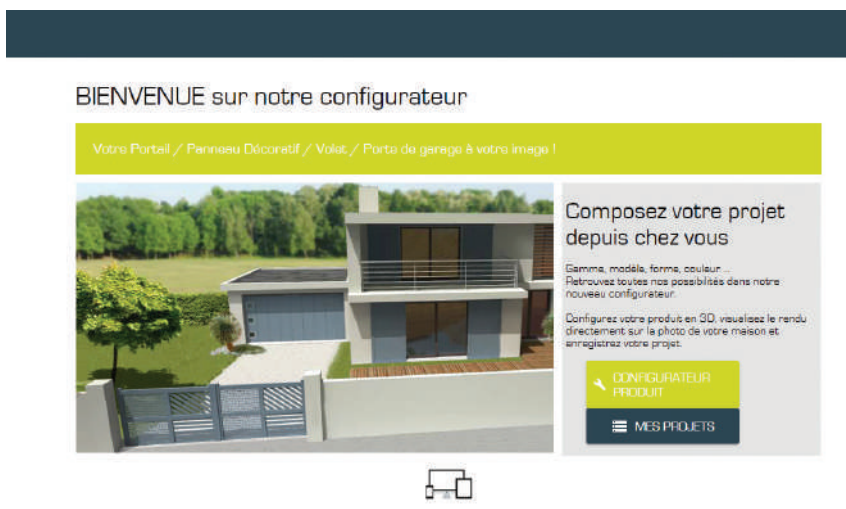 BIENVENUE sur notre configurateur
Votre Portail / Panneau Décoratif / Volet / Porte de garage à votre image !
Composez votre projet
depuis chez vous
Gamme, modèle, forme, couleur ...
Retrouvez toutes nos possibilités dans notre
nouveau configurateur.
Configurez votre produit en 3D, visualisez le rendu
directement sur la photo de votre maison et
enregistrez votre projet.
CONFIGURATEUR
PRODUIT
MES PROJETS